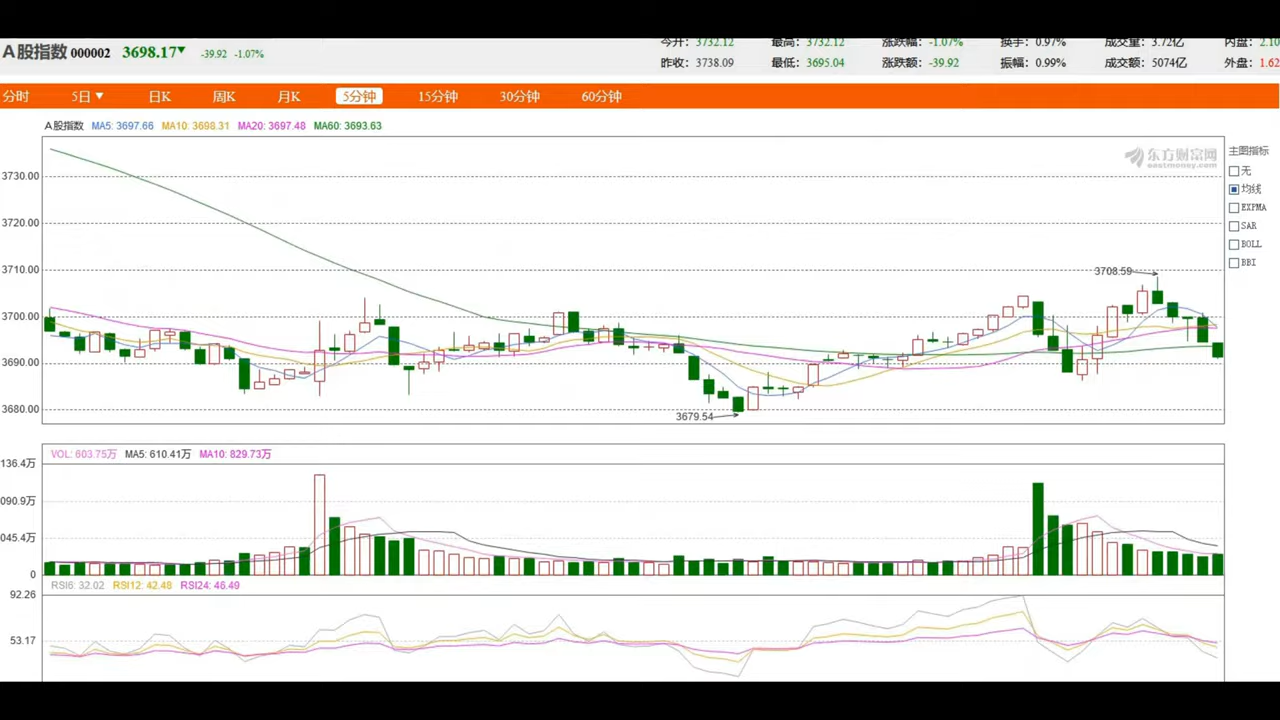 A股指数 000002 3698.17▼ -39.92 -1.07%
今开: 3732.12 最高: 3732.12 涨跌幅: -1.07% 换手: 0.97% 成交量: 3.72亿 内盘: 2.10
昨收: 3738.09 最低: 3695.04 涨跌额: -39.92 振幅: 0.99% 成交额: 5074亿 外盘: 1.62
分时 5日▼ 日K 周K 月K 5分钟 15分钟 30分钟 60分钟
A股指数 MA5: 3697.66 MA10: 3698.31 MA20: 3697.48 MA60: 3693.63
东方财富网
eastmoney.com
主图指标
无
均线
EXPMA
SAR
BOLL
BBI
3730.00
3720.00
3710.00
3708.59
3700.00
3690.00
3680.00
3679.54
VOL: 603.75万 MA5: 610.41万 MA10: 829.73万
136.4万
090.9万
045.4万
0
RSI6: 32.02 RSI12: 42.48 RSI24: 46.49
92.26
53.17